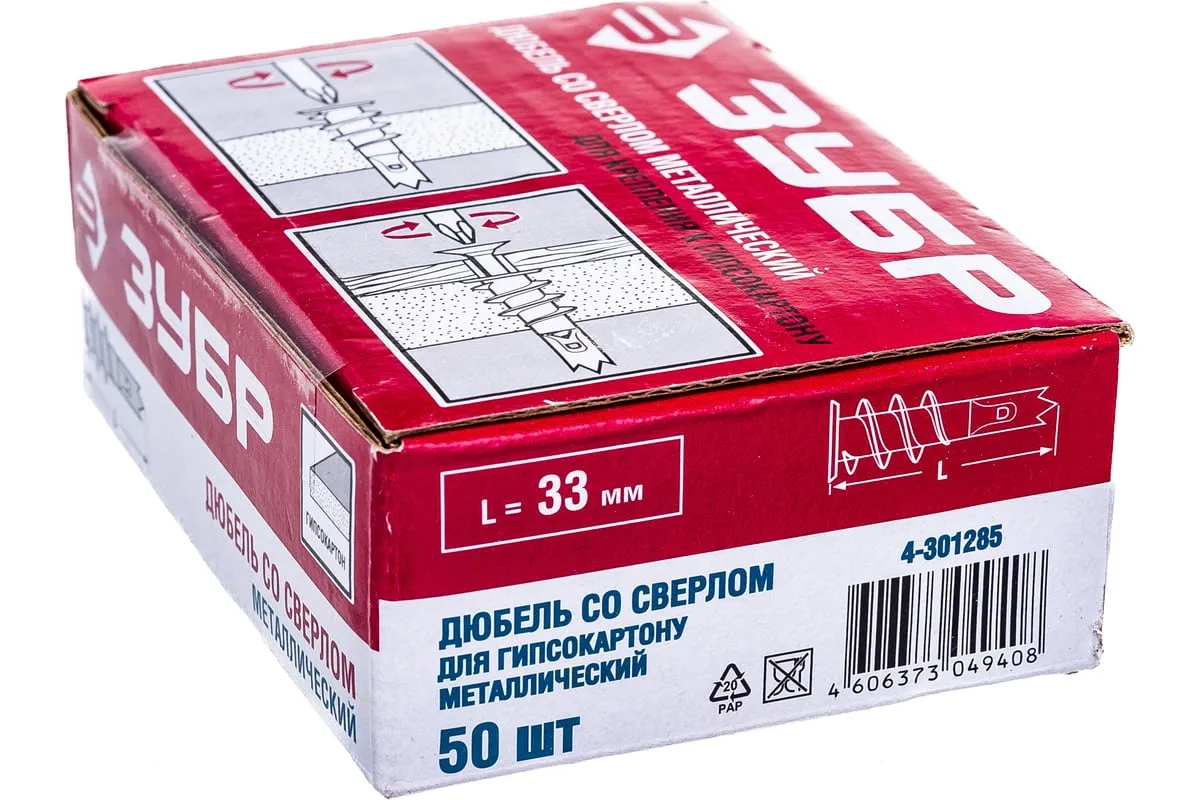 ЗУБР
ДЮБЕЛЬ СО СВЕРЛОМ МЕТАЛЛИЧЕСКИЙ
ДЛЯ КРЕПЛЕНИЯ К ГИПСОКАРТОНУ
D
D
ЗУБР
L
ГИПСОКАРТОН
ДЮБЕЛЬ СО СВЕРЛОМ
МЕТАЛЛИЧЕСКИЙ
L = 33 мм
D
L
4-301285
ДЮБЕЛЬ СО СВЕРЛОМ
ДЛЯ ГИПСОКАРТОНУ
МЕТАЛЛИЧЕСКИЙ
50 ШТ
20
PAP
4 606373 049408